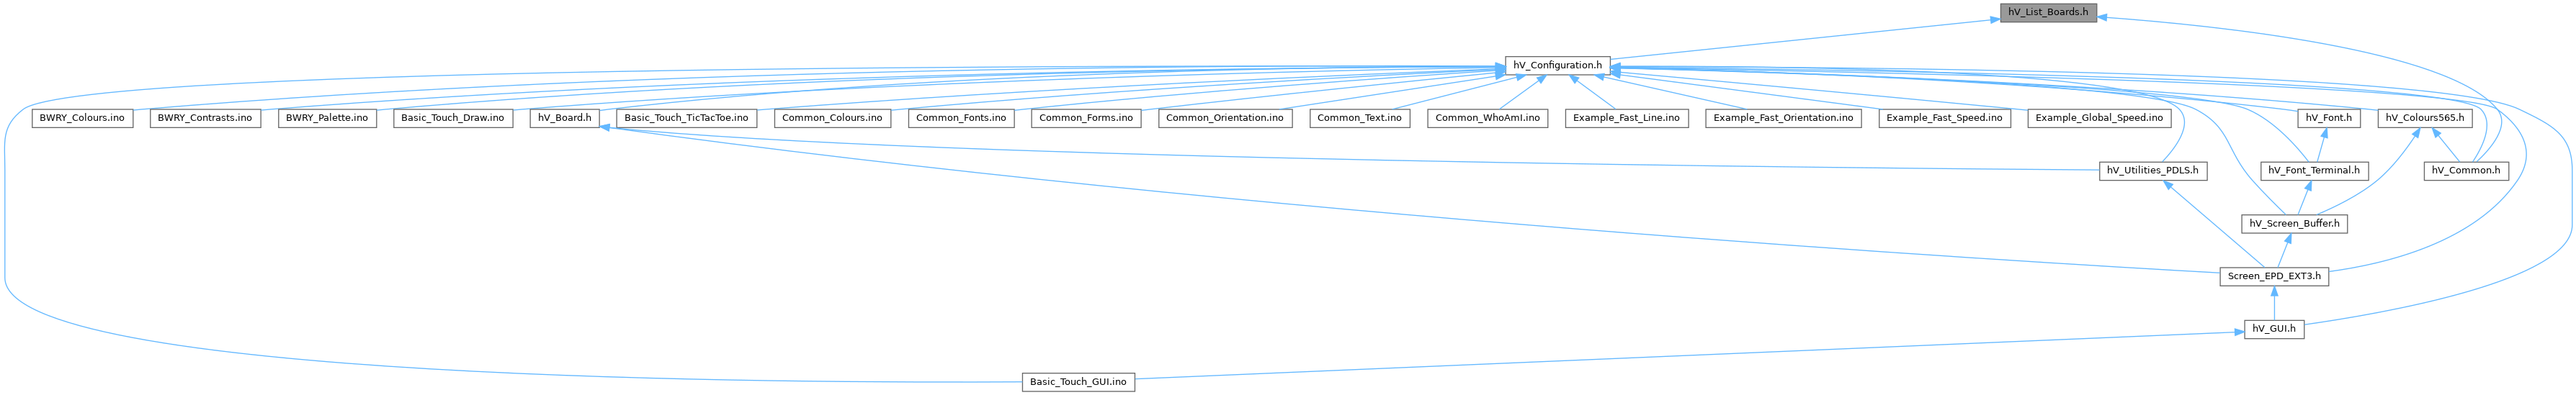 hV_List_Boards.h
hV_Configuration.h
BWRY_Colours.ino
BWRY_Contrasts.ino
BWRY_Palette.ino
Basic_Touch_Draw.ino
hV_Board.h
Basic_Touch_TicTacToe.ino
Common_Colours.ino
Common_Fonts.ino
Common_Forms.ino
Common_Orientation.ino
Common_Text.ino
Common_WhoAmI.ino
Example_Fast_Line.ino
Example_Fast_Orientation.ino
Example_Fast_Speed.ino
Example_Global_Speed.ino
hV_Font.h
hV_Colours565.h
hV_Utilities_PDLS.h
hV_Font_Terminal.h
hV_Common.h
hV_Screen_Buffer.h
Screen_EPD_EXT3.h
hV_GUI.h
Basic_Touch_GUI.ino